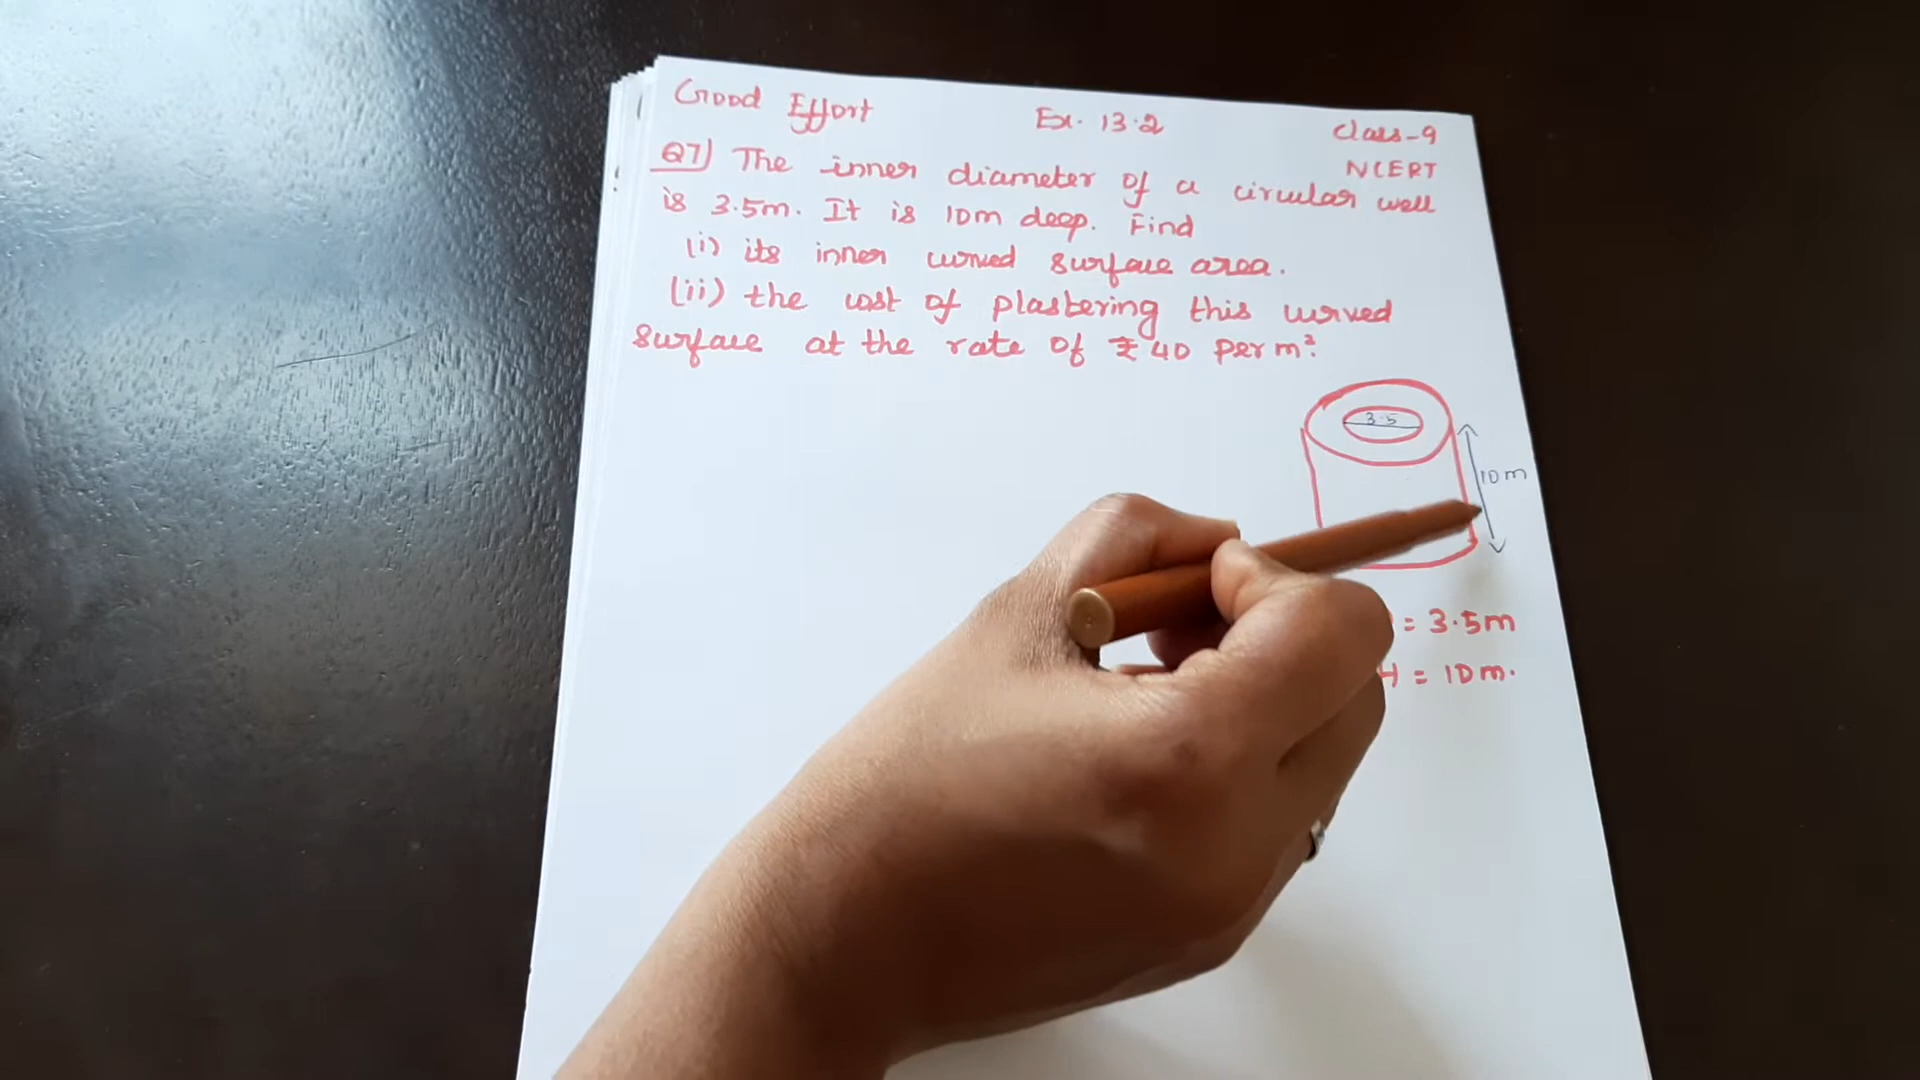 Good Effort Ex. 13.2 Class-9
NCERT
Q7) The inner diameter of a circular well
is 3.5m. It is 10m deep. Find
(i) its inner curved surface area.
(ii) the cost of plastering this curved
surface at the rate of ₹ 40 per m².
3.5
10m
= 3.5m
H = 10m.